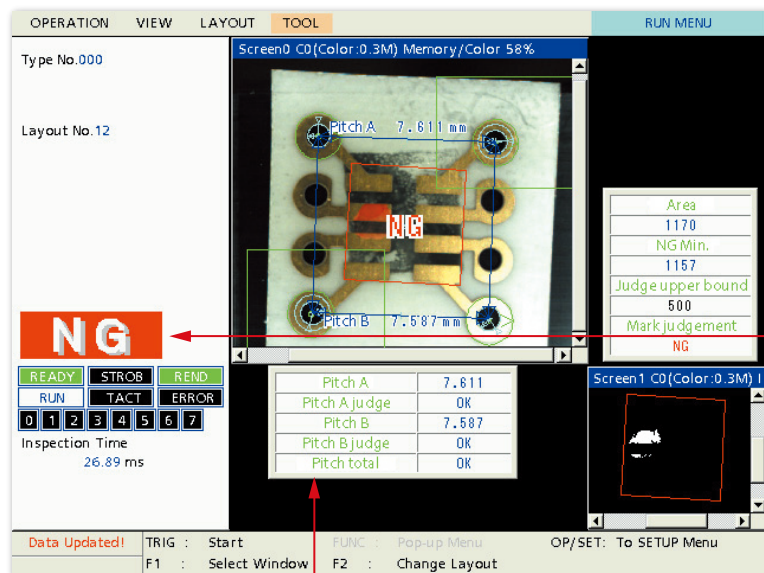 OPERATION VIEW LAYOUT TOOL RUN MENU
Type No.000
Layout No.12
Screen0 C0(Color:0.3M) Memory/Color 58%
Pitch A 7.611 mm
NG
Pitch B 7.587 mm
Area
1170
NG Min.
1157
Judge upper bound
500
Mark judgement
NG
NG
READY STROB REND
RUN TACT ERROR
0 1 2 3 4 5 6 7
Inspection Time
26.89 ms
Pitch A 7.611
Pitch A judge OK
Pitch B 7.587
Pitch B judge OK
Pitch total OK
Screen1 C0(Color:0.3M) I
Data Updated! TRIG : Start FUNC : Pop-up Menu OP/SET: To SETUP Menu
F1 : Select Window F2 : Change Layout